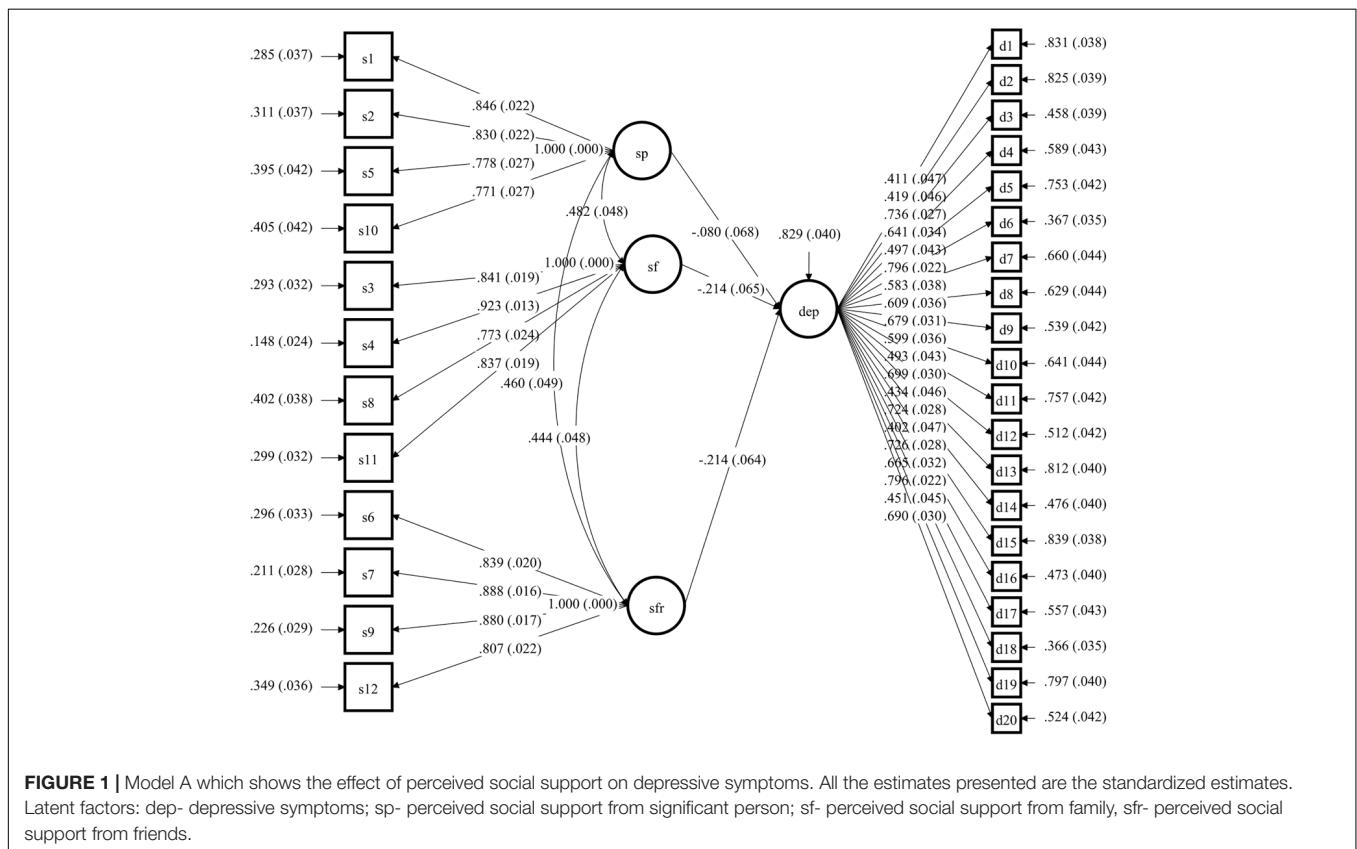 .285 (.037)
s1
.311 (.037)
s2
.395 (.042)
s5
.405 (.042)
s10
.293 (.032)
s3
.148 (.024)
s4
.402 (.038)
s8
.299 (.032)
s11
.296 (.033)
s6
.211 (.028)
s7
.226 (.029)
s9
.349 (.036)
s12
.846 (.022)
.830 (.022)
.778 (.027)
.771 (.027)
.841 (.019)
.923 (.013)
.773 (.024)
.837 (.019)
.839 (.020)
.888 (.016)
.880 (.017)
.807 (.022)
1.000 (.000)
sp
1.000 (.000)
sf
1.000 (.000)
sfr
.482 (.048)
.460 (.049)
.444 (.048)
-.080 (.068)
-.214 (.065)
-.214 (.064)
.829 (.040)
dep
.411 (.047)
.419 (.046)
.736 (.027)
.641 (.034)
.497 (.043)
.796 (.022)
.583 (.038)
.609 (.036)
.679 (.031)
.599 (.036)
.493 (.043)
.699 (.030)
.434 (.046)
.724 (.028)
.402 (.047)
.726 (.028)
.665 (.032)
.796 (.022)
.451 (.045)
.690 (.030)
d1
.831 (.038)
d2
.825 (.039)
d3
.458 (.039)
d4
.589 (.043)
d5
.753 (.042)
d6
.367 (.035)
d7
.660 (.044)
d8
.629 (.044)
d9
.539 (.042)
d10
.641 (.044)
d11
.757 (.042)
d12
.512 (.042)
d13
.812 (.040)
d14
.476 (.040)
d15
.839 (.038)
d16
.473 (.040)
d17
.557 (.043)
d18
.366 (.035)
d19
.797 (.040)
d20
.524 (.042)
FIGURE 1 | Model A which shows the effect of perceived social support on depressive symptoms. All the estimates presented are the standardized estimates.
Latent factors: dep- depressive symptoms; sp- perceived social support from significant person; sf- perceived social support from family, sfr- perceived social
support from friends.